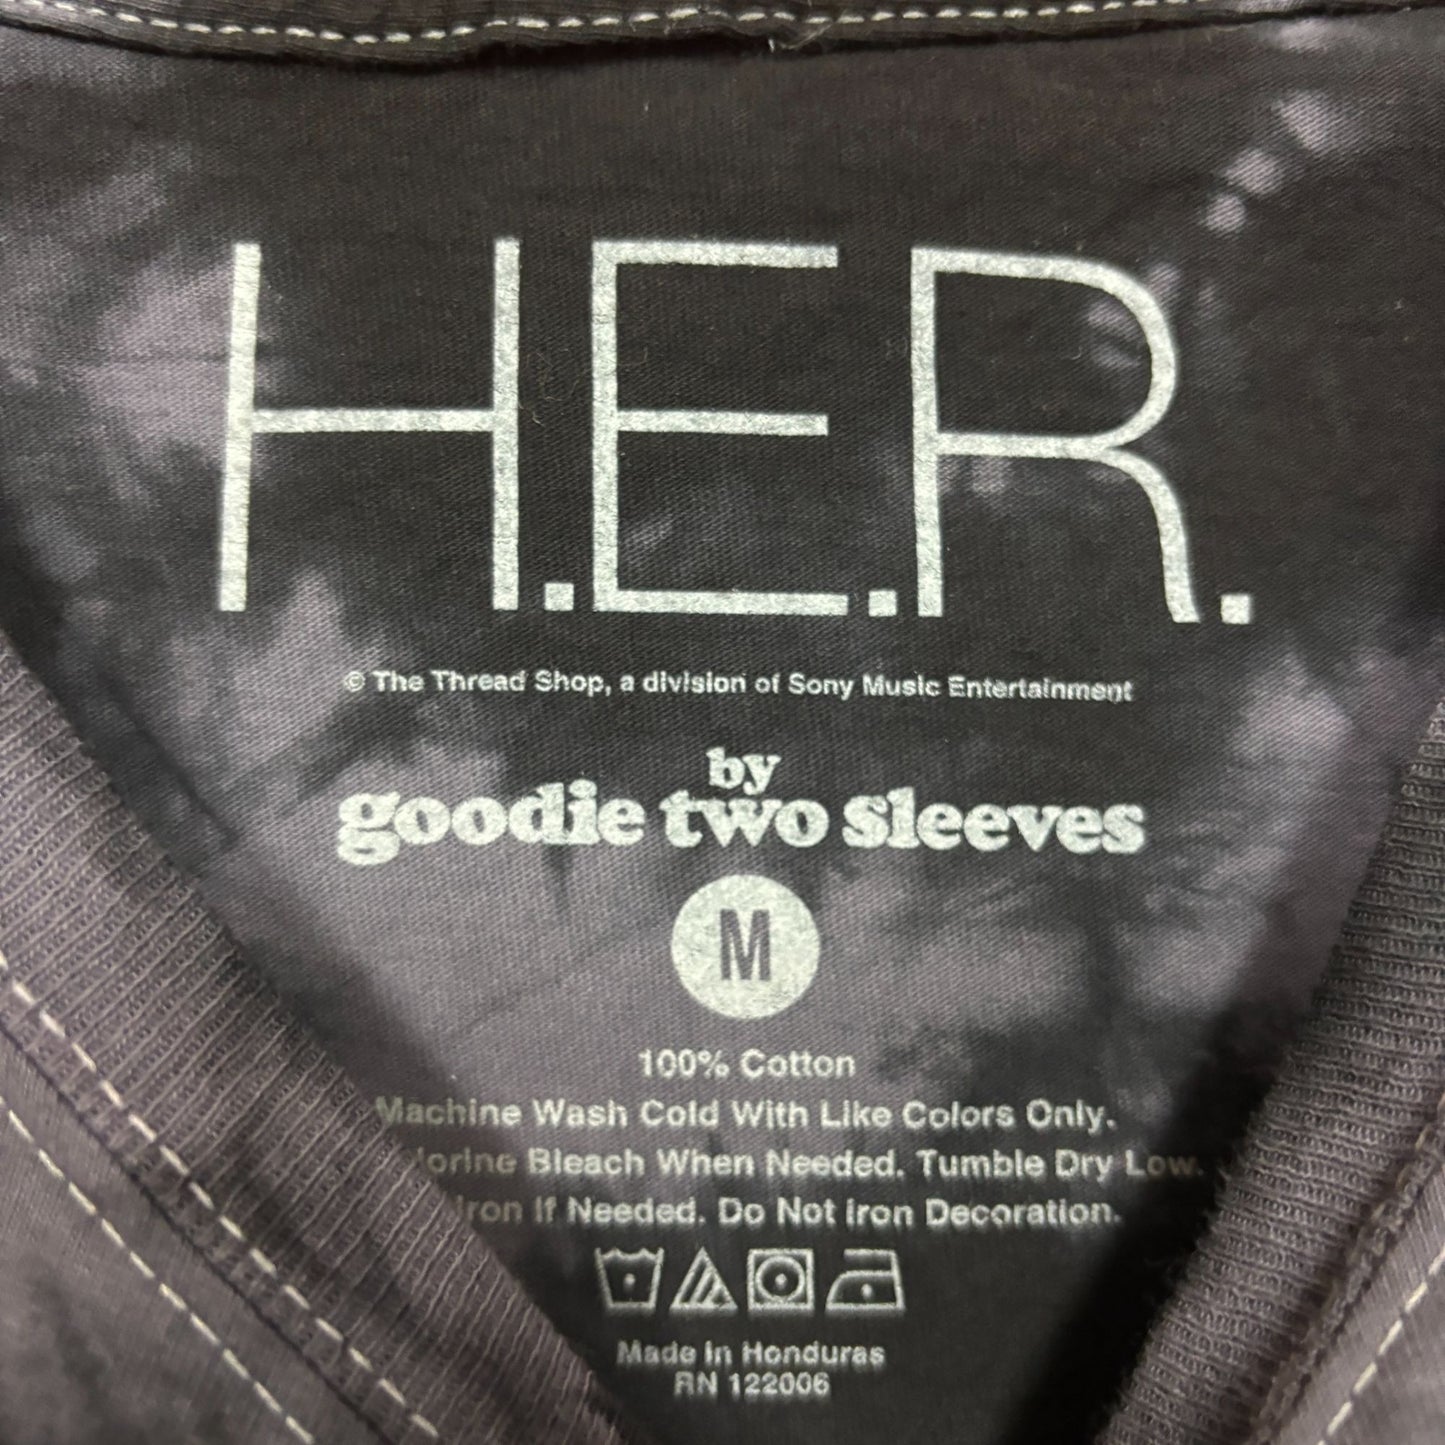 H.E.R.
© The Thread Shop, a division of Sony Music Entertainment
by
goodie two sleeves
M
100% Cotton
Machine Wash Cold With Like Colors Only.
Bleach When Needed. Tumble Dry Low.
Iron If Needed. Do Not Iron Decoration.
Made In Honduras
RN 122006